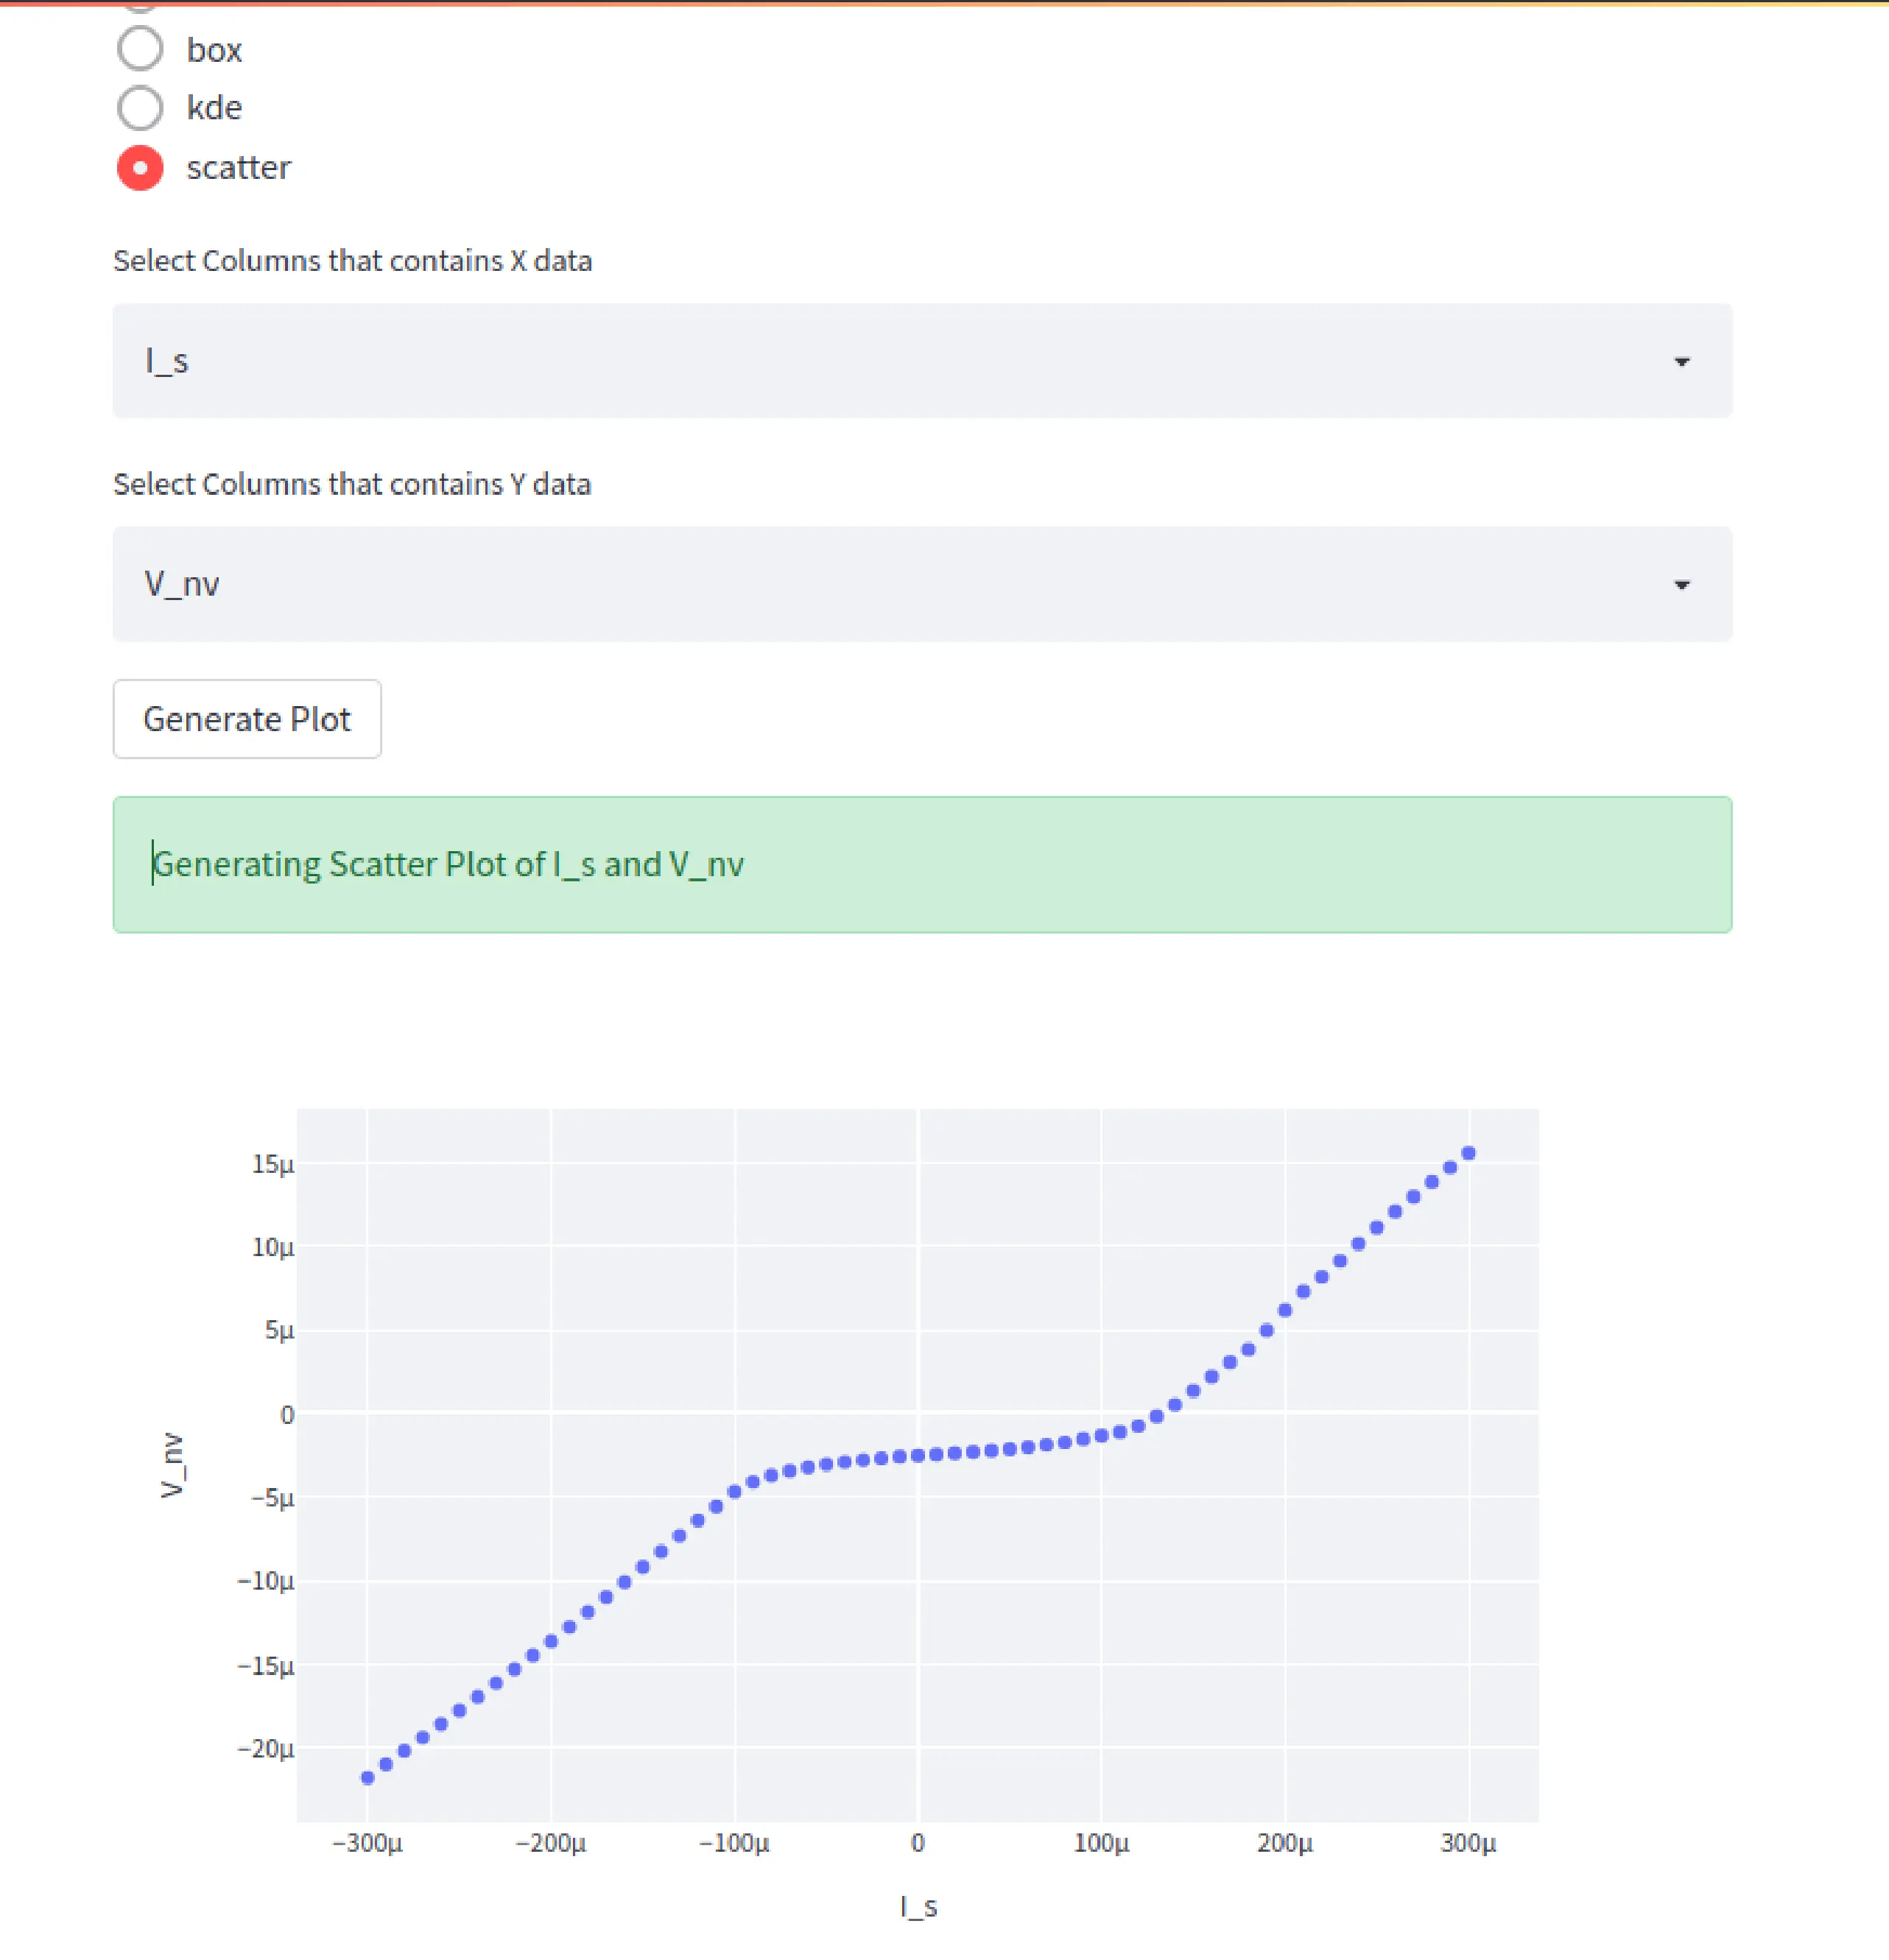 box
kde
scatter
Select Columns that contains X data
I_s
Select Columns that contains Y data
V_nv
Generate Plot
Generating Scatter Plot of I_s and V_nv
15μ
10μ
5μ
0
−5μ
−10μ
−15μ
−20μ
V_nv
−300μ −200μ −100μ 0 100μ 200μ 300μ
I_s